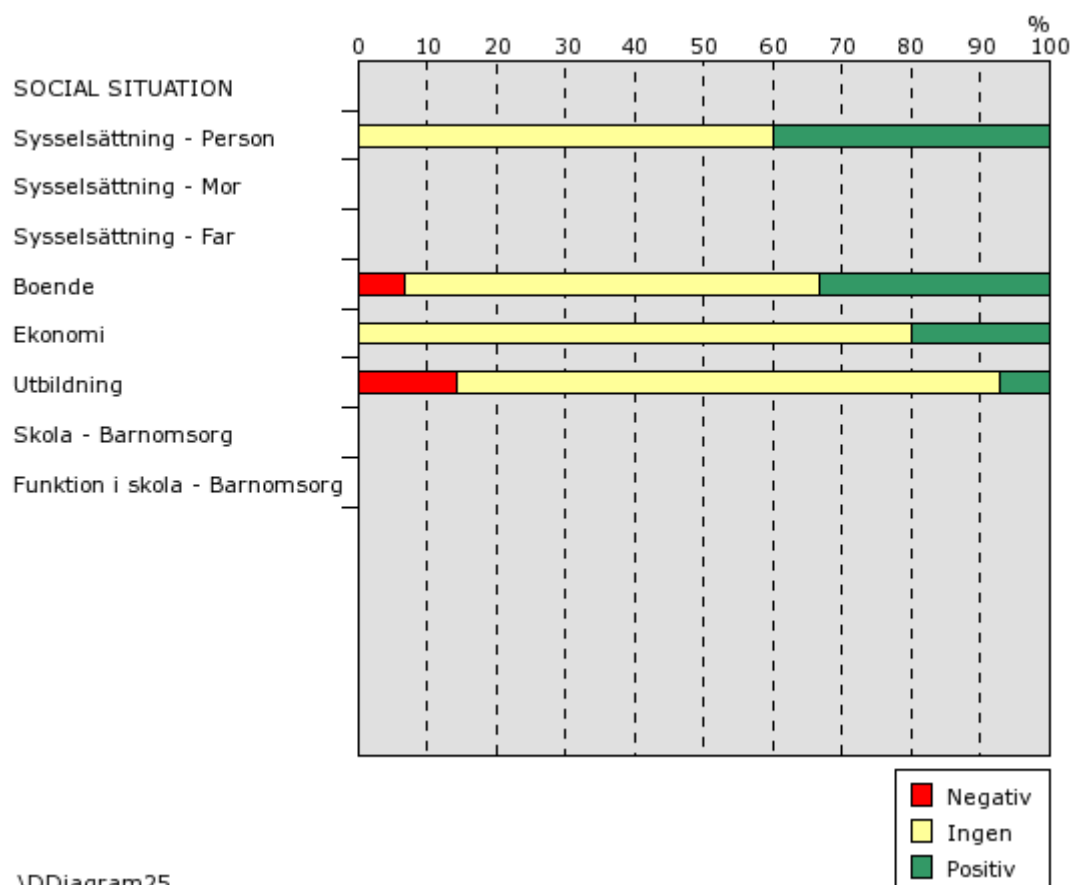 %
0 10 20 30 40 50 60 70 80 90 100
SOCIAL SITUATION
Sysselsättning - Person
Sysselsättning - Mor
Sysselsättning - Far
Boende
Ekonomi
Utbildning
Skola - Barnomsorg
Funktion i skola - Barnomsorg
Negativ
Ingen
Positiv
\DDiagram25